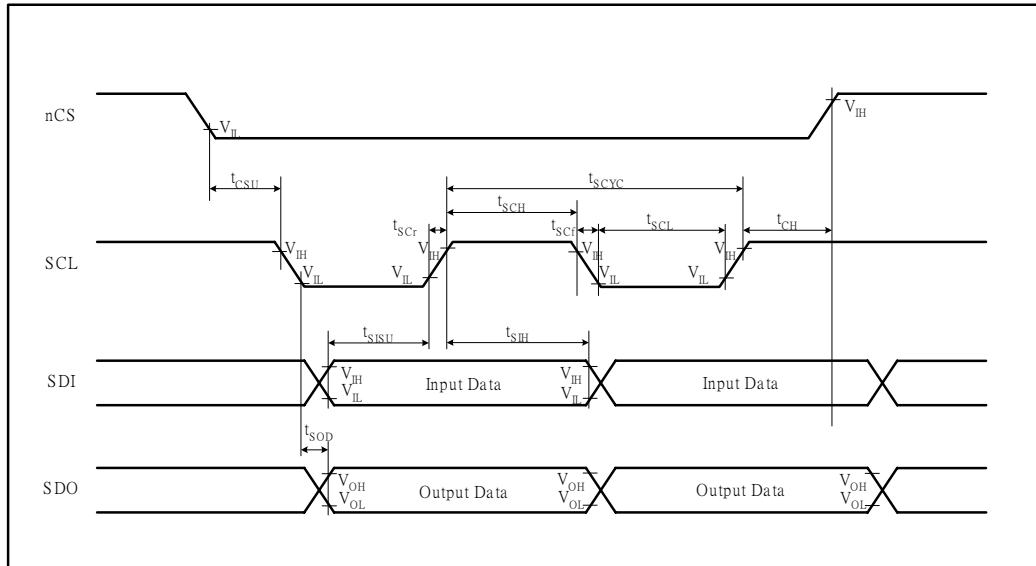 nCS
V_IL
V_IH
t_CSU
t_SCYC
t_SCH
t_SCr
t_SCf
t_SCL
t_CH
SCL
V_IH
V_IL
V_IL
V_IH
V_IH
V_IL
V_IL
V_IH
t_SISU
t_SIH
SDI
V_IH
V_IL
Input Data
V_IH
V_IL
Input Data
t_SOD
SDO
V_OH
V_OL
Output Data
V_OH
V_OL
Output Data
V_OH
V_OL